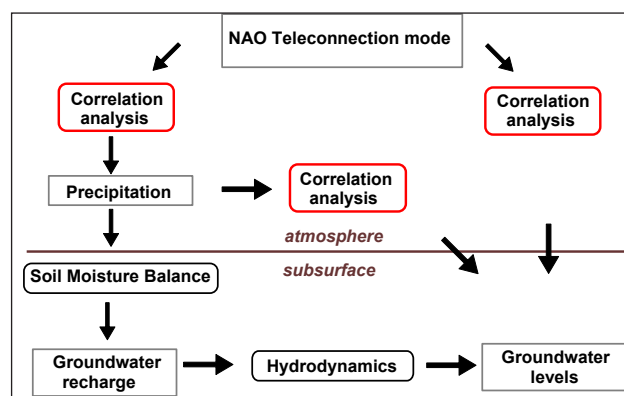 NAO Teleconnection mode
Correlation
analysis
Correlation
analysis
Precipitation
Correlation
analysis
atmosphere
subsurface
Soil Moisture Balance
Groundwater
recharge
Hydrodynamics
Groundwater
levels